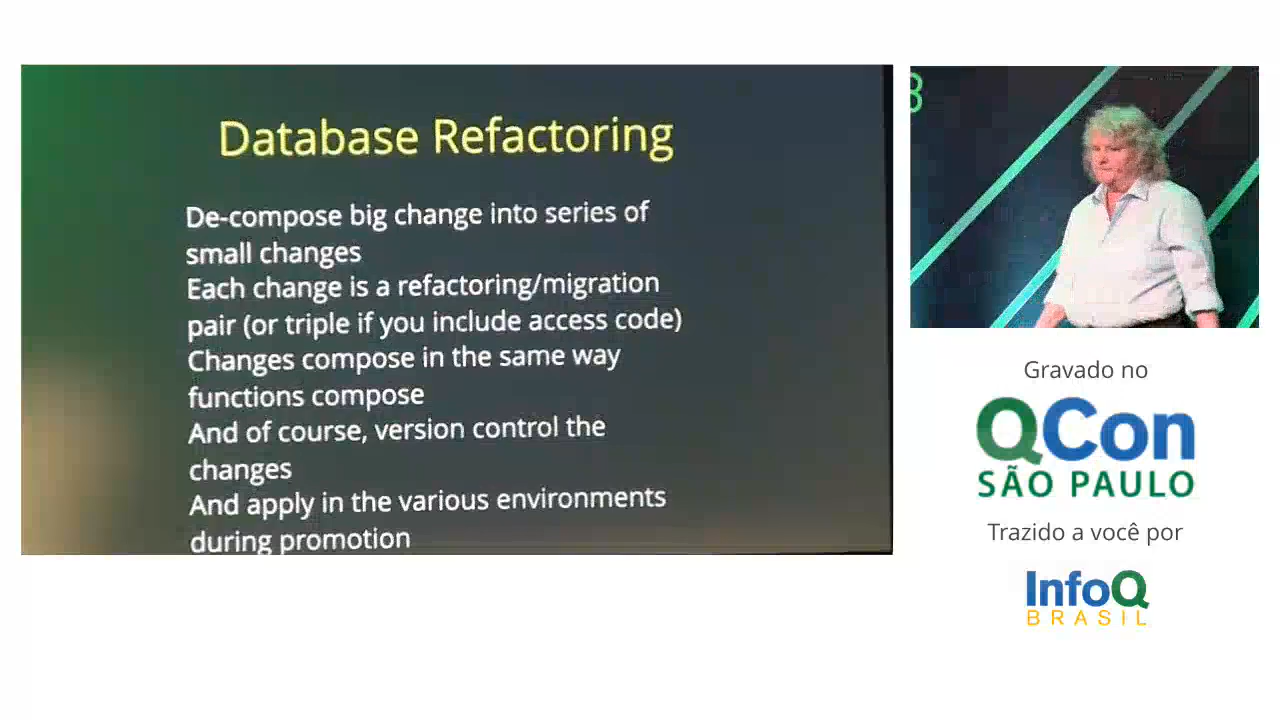 Database Refactoring
De-compose big change into series of
small changes
Each change is a refactoring/migration
pair (or triple if you include access code)
Changes compose in the same way
functions compose
And of course, version control the
changes
And apply in the various environments
during promotion
8
Gravado no
QCon
SÃO PAULO
Trazido a você por
InfoQ
BRASIL